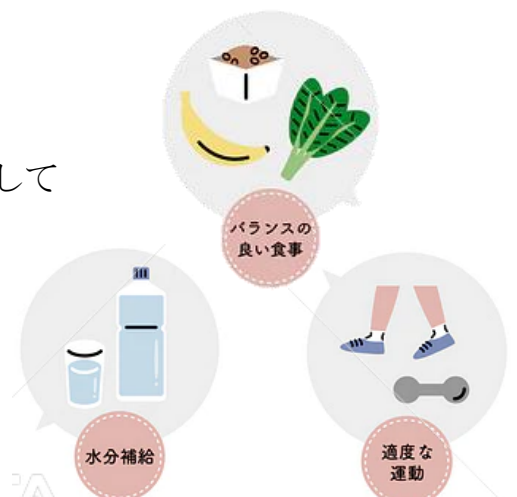 して
バランスの
良い食事
水分補給
適度な
運動